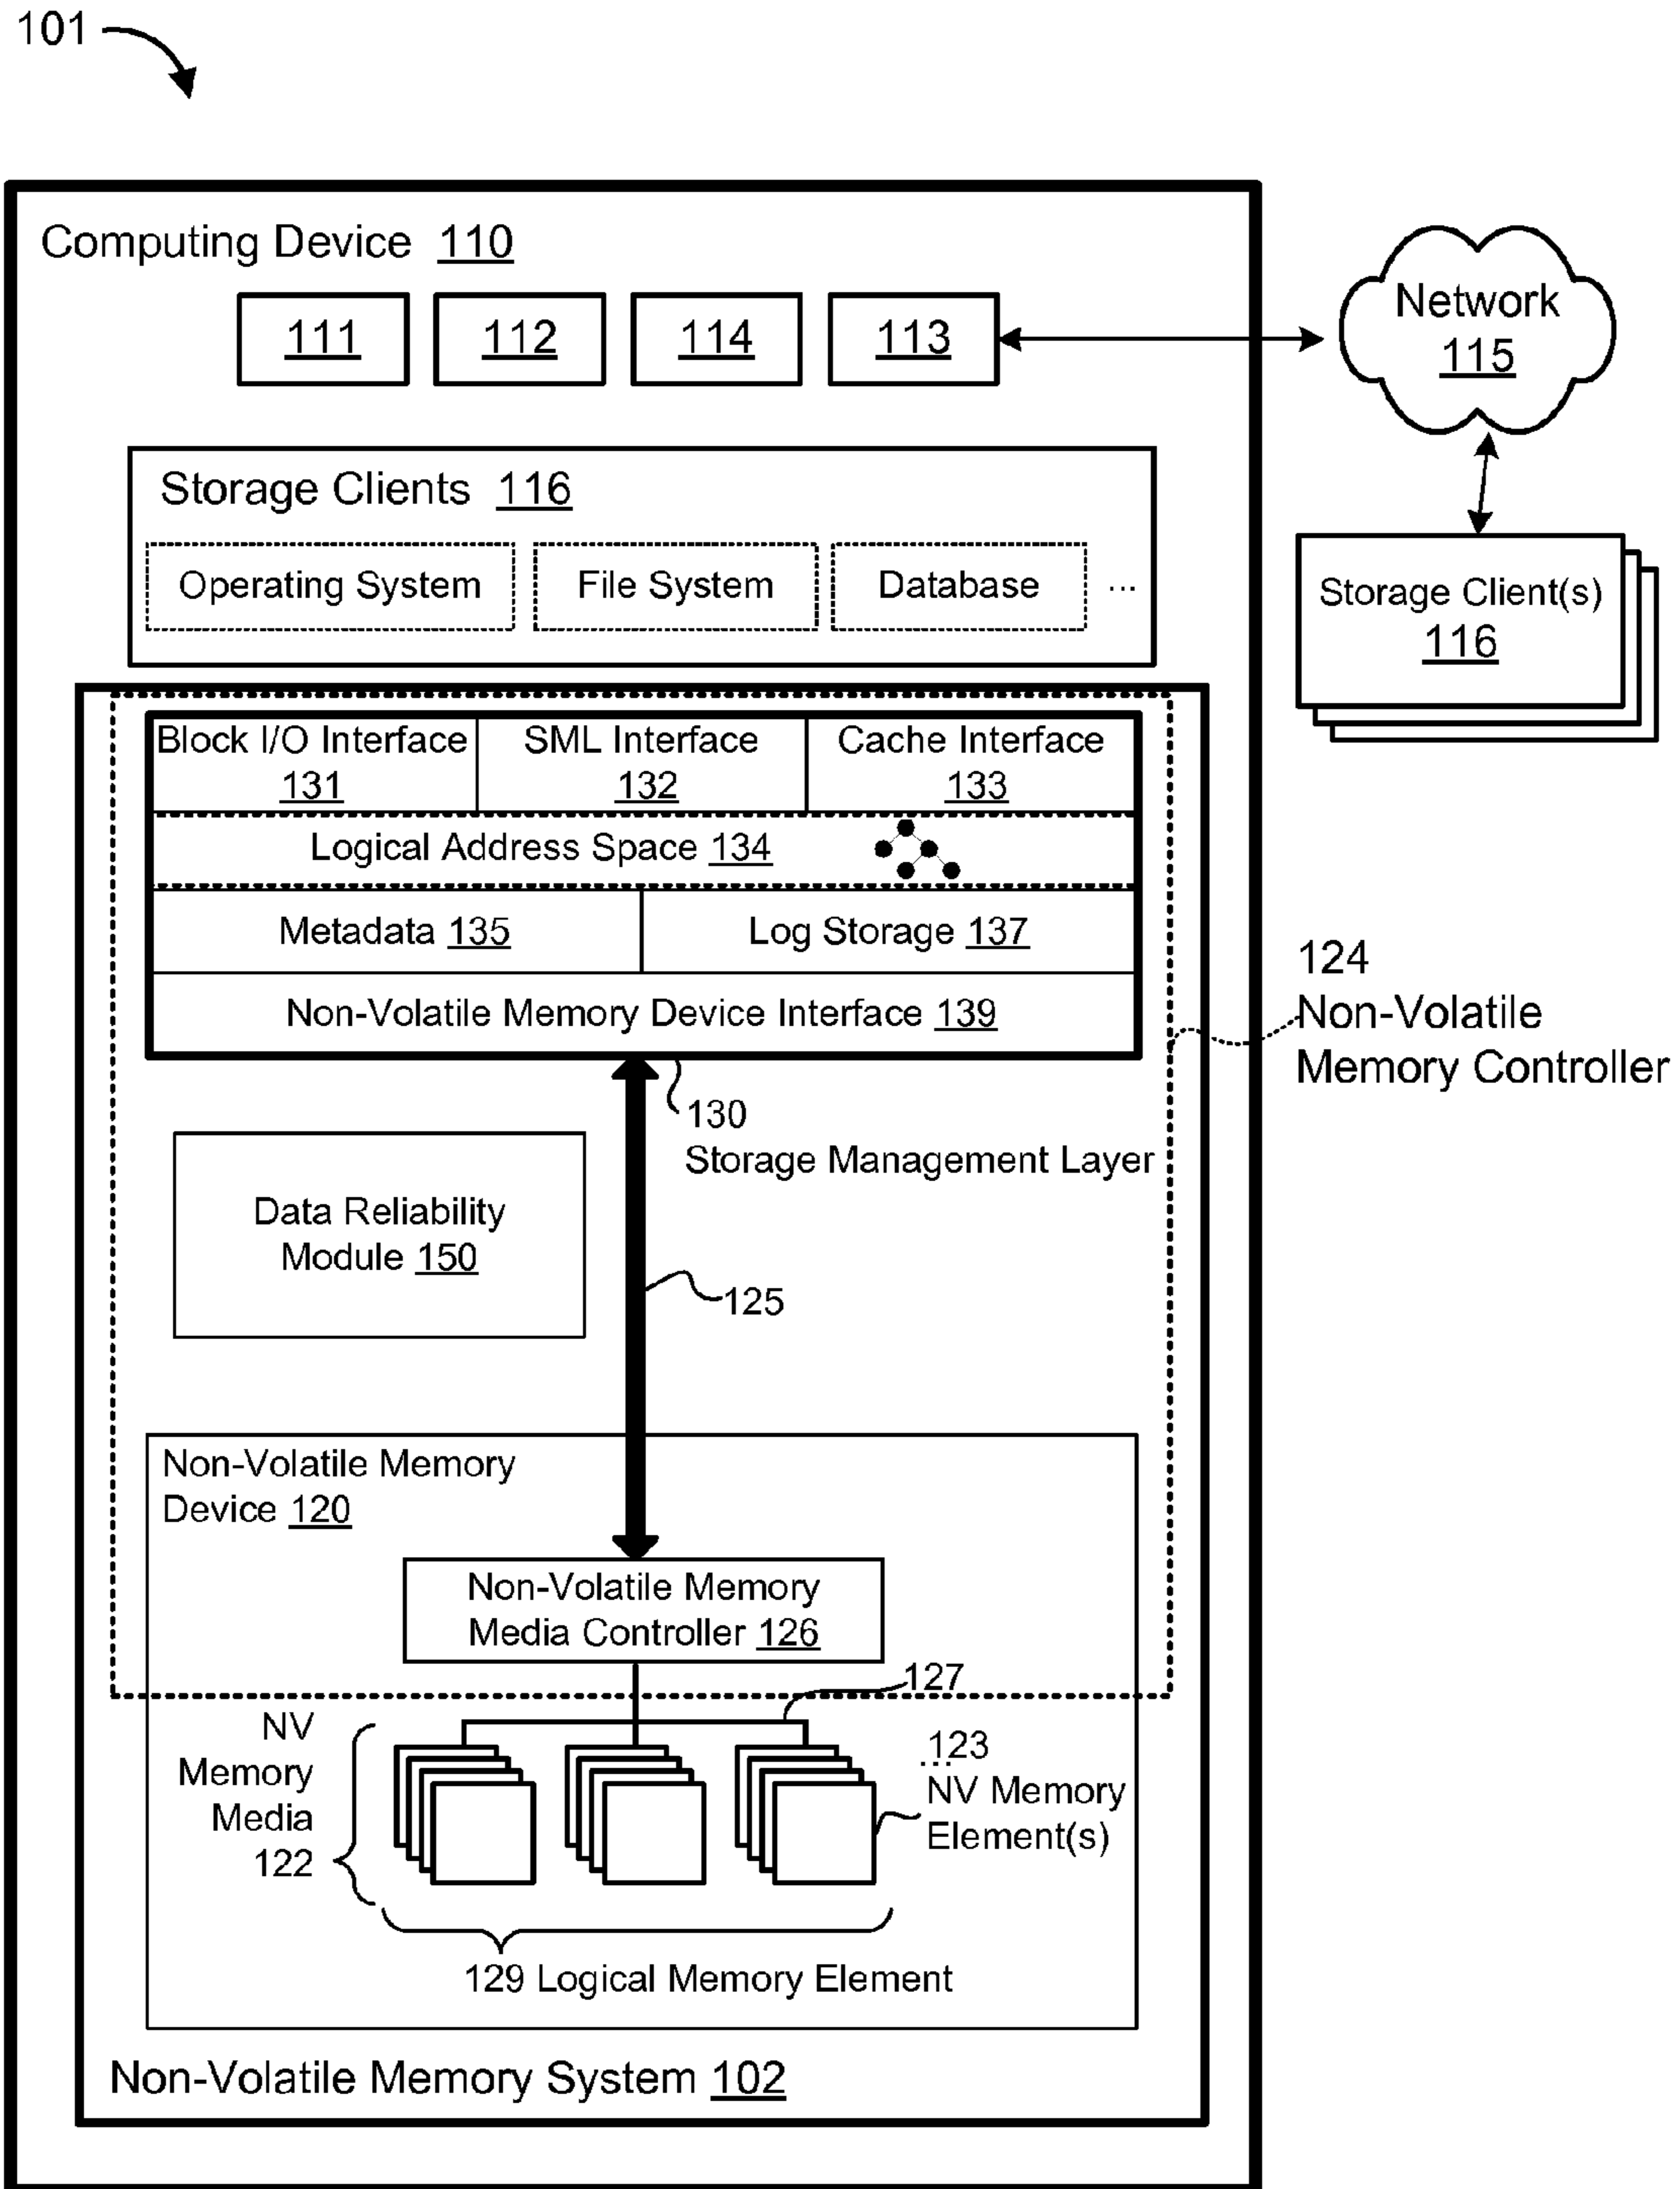 101
Computing Device 110
111 112 114 113
Network
115
Storage Clients 116
Operating System File System Database ...
Storage Client(s)
116
Block I/O Interface
131
SML Interface
132
Cache Interface
133
Logical Address Space 134
Metadata 135 Log Storage 137
Non-Volatile Memory Device Interface 139
124
Non-Volatile
Memory Controller
130
Storage Management Layer
Data Reliability
Module 150
125
Non-Volatile Memory
Device 120
Non-Volatile Memory
Media Controller 126
127
NV
Memory
Media
122
...
123
NV Memory
Element(s)
129 Logical Memory Element
Non-Volatile Memory System 102